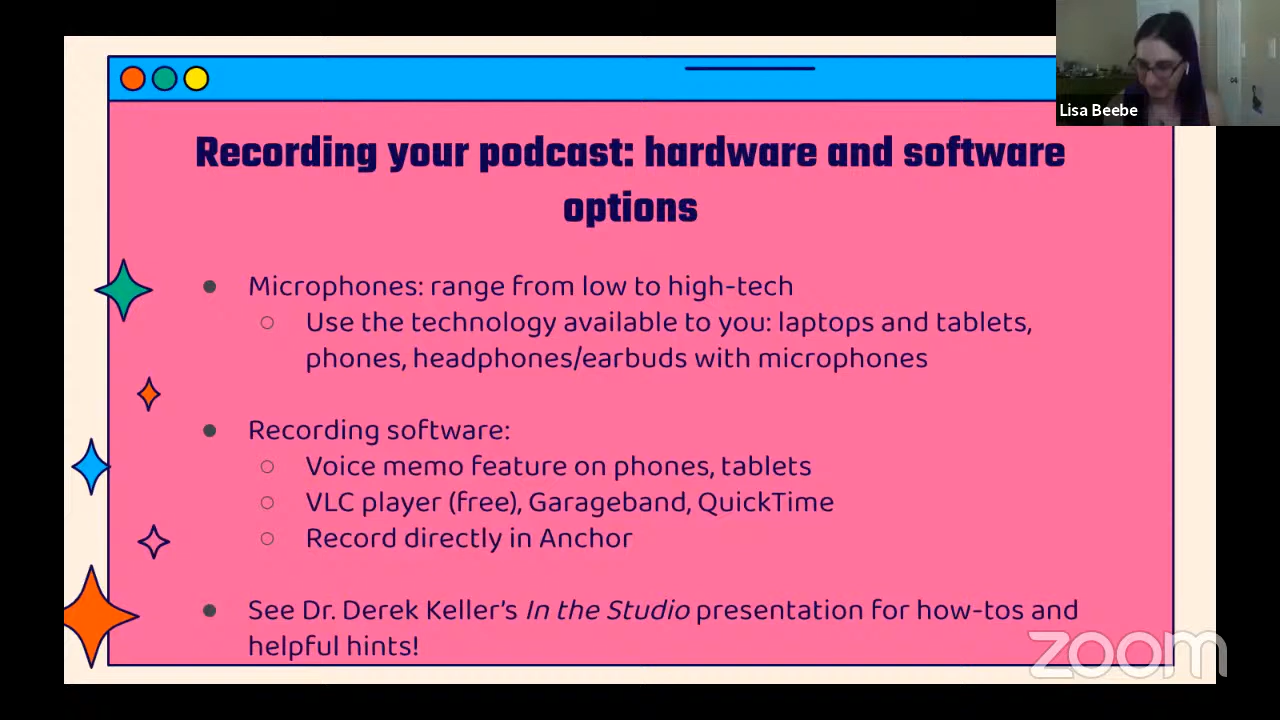 Lisa Beebe
Recording your podcast: hardware and software
options
Microphones: range from low to high-tech
Use the technology available to you: laptops and tablets,
phones, headphones/earbuds with microphones
Recording software:
Voice memo feature on phones, tablets
VLC player (free), Garageband, QuickTime
Record directly in Anchor
See Dr. Derek Keller's In the Studio presentation for how-tos and
helpful hints!
zoom